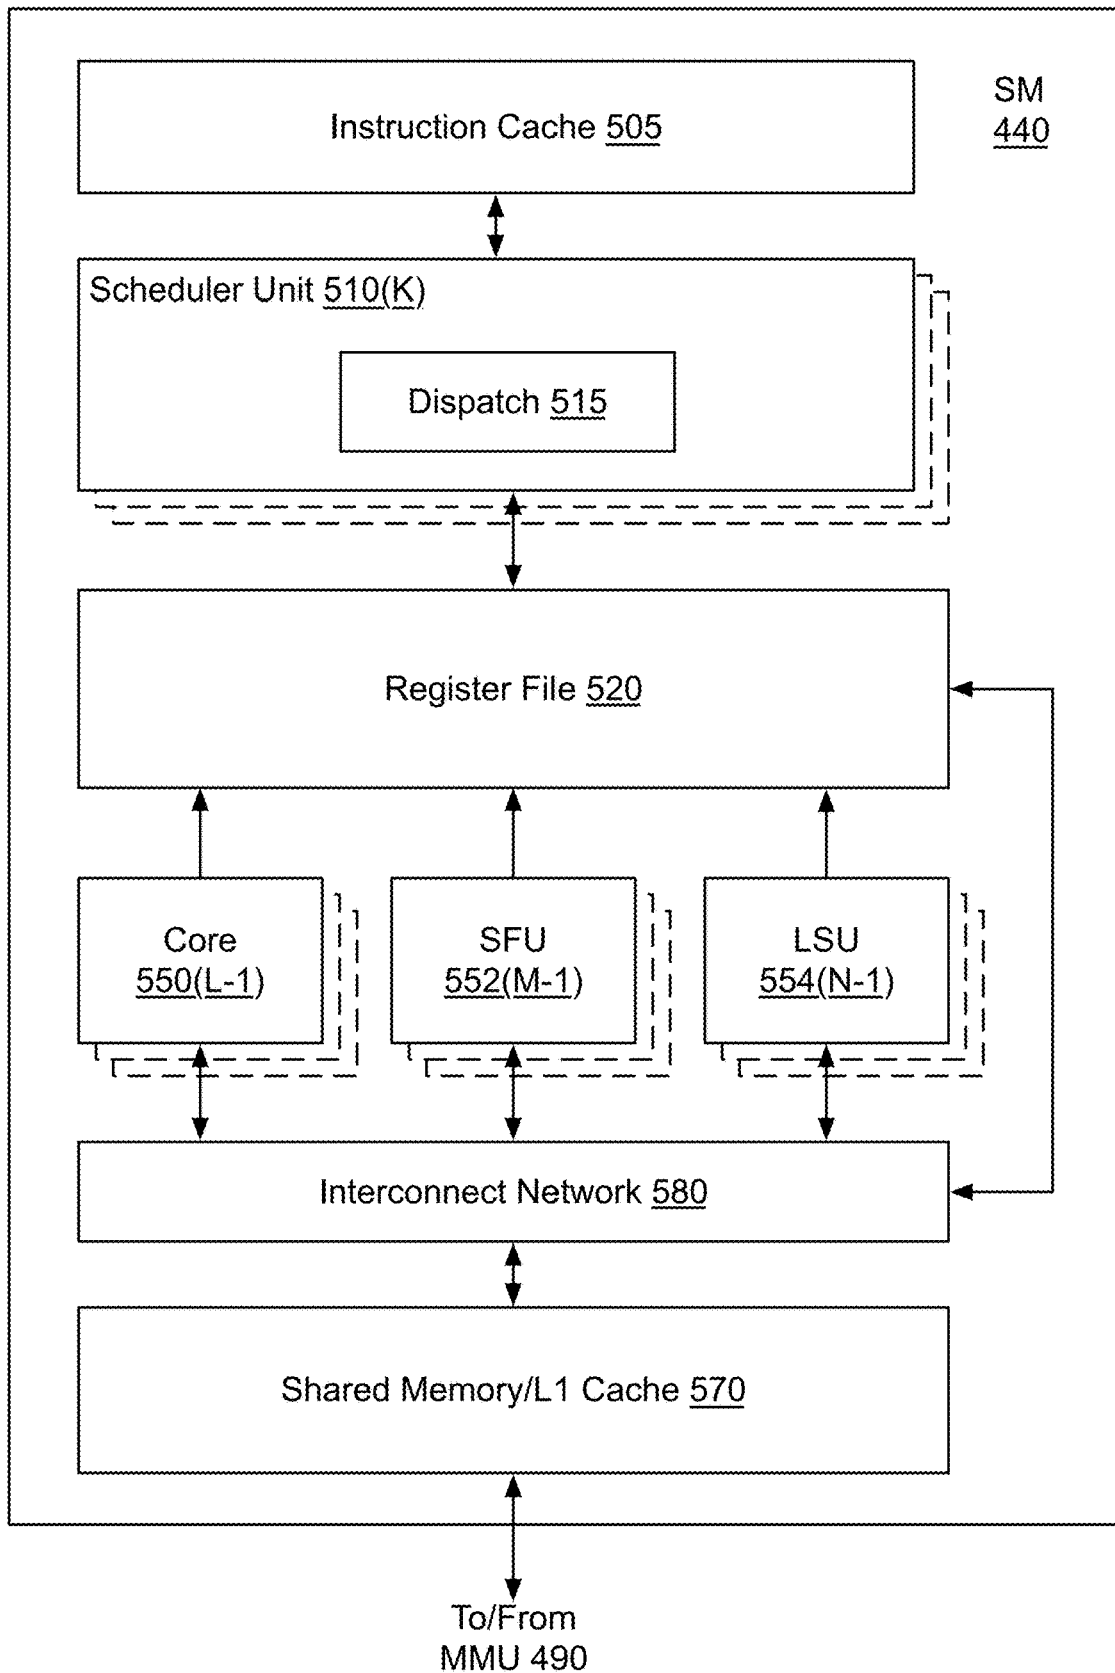 Instruction Cache 505
SM
440
Scheduler Unit 510(K)
Dispatch 515
Register File 520
Core
550(L-1)
SFU
552(M-1)
LSU
554(N-1)
Interconnect Network 580
Shared Memory/L1 Cache 570
To/From
MMU 490